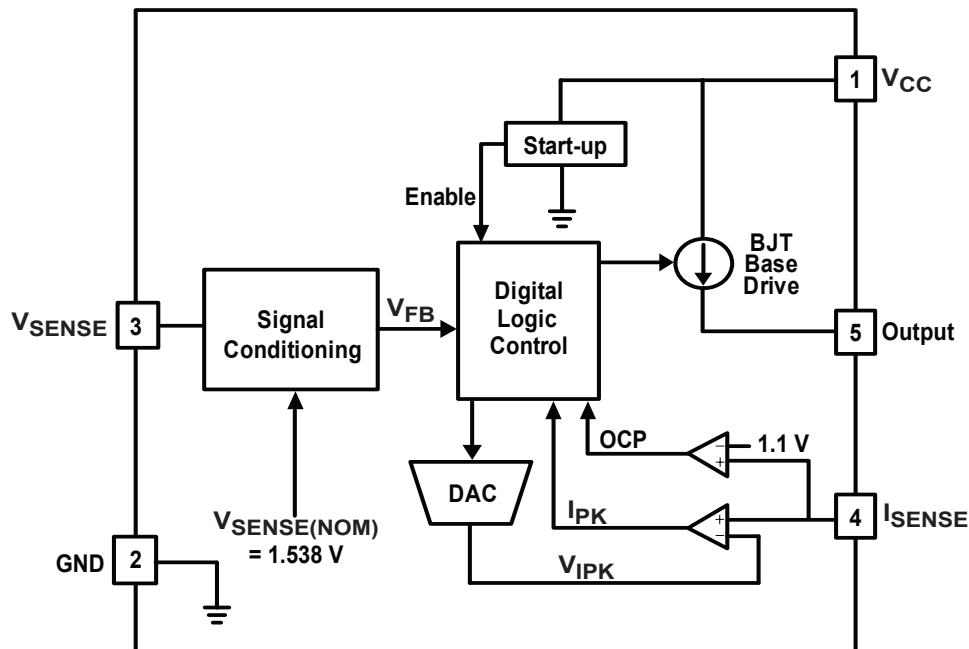 1
VCC
Start-up
Enable
BJT
Base
Drive
Digital
Logic
Control
VSENSE
3
Signal
Conditioning
VFB
5
Output
OCP
-
+
1.1 V
DAC
IPK
+
-
4
ISENSE
VSENSE(NOM)
= 1.538 V
VIPK
GND
2